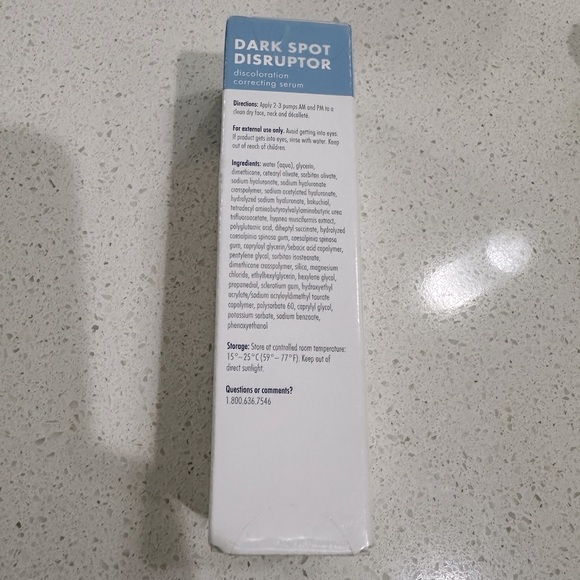 DARK SPOT
DISRUPTOR
discoloration
correcting serum
Directions: Apply 2-3 pumps AM and PM to a
clean dry face, neck and décolleté.
For external use only. Avoid getting into eyes.
If product gets into eyes, rinse with water. Keep
out of reach of children.
Ingredients: water (aqua), glycerin,
dimethicone, cetearyl olivate, sorbitan olivate,
sodium hyaluronate, sodium hyaluronate
crosspolymer, sodium acetylated hyaluronate,
hydrolyzed sodium hyaluronate, bakuchiol,
tetradecyl aminobutyroylvalylaminobutyric urea
trifluoroacetate, hypnea musciformis extract,
polyglutamic acid, diheptyl succinate, hydrolyzed
caesalpinia spinosa gum, caesalpinia spinosa
gum, capryloyl glycerin/sebacic acid copolymer,
pentylene glycol, sorbitan isostearate,
dimethicone crosspolymer, silica, magnesium
chloride, ethylhexylglycerin, hexylene glycol,
propanediol, sclerotium gum, hydroxyethyl
acrylate/sodium acryloyldimethyl taurate
copolymer, polysorbate 60, caprylyl glycol,
potassium sorbate, sodium benzoate,
phenoxyethanol
Storage: Store at controlled room temperature:
15°–25°C (59°– 77°F). Keep out of
direct sunlight.
Questions or comments?
1.800.636.7546